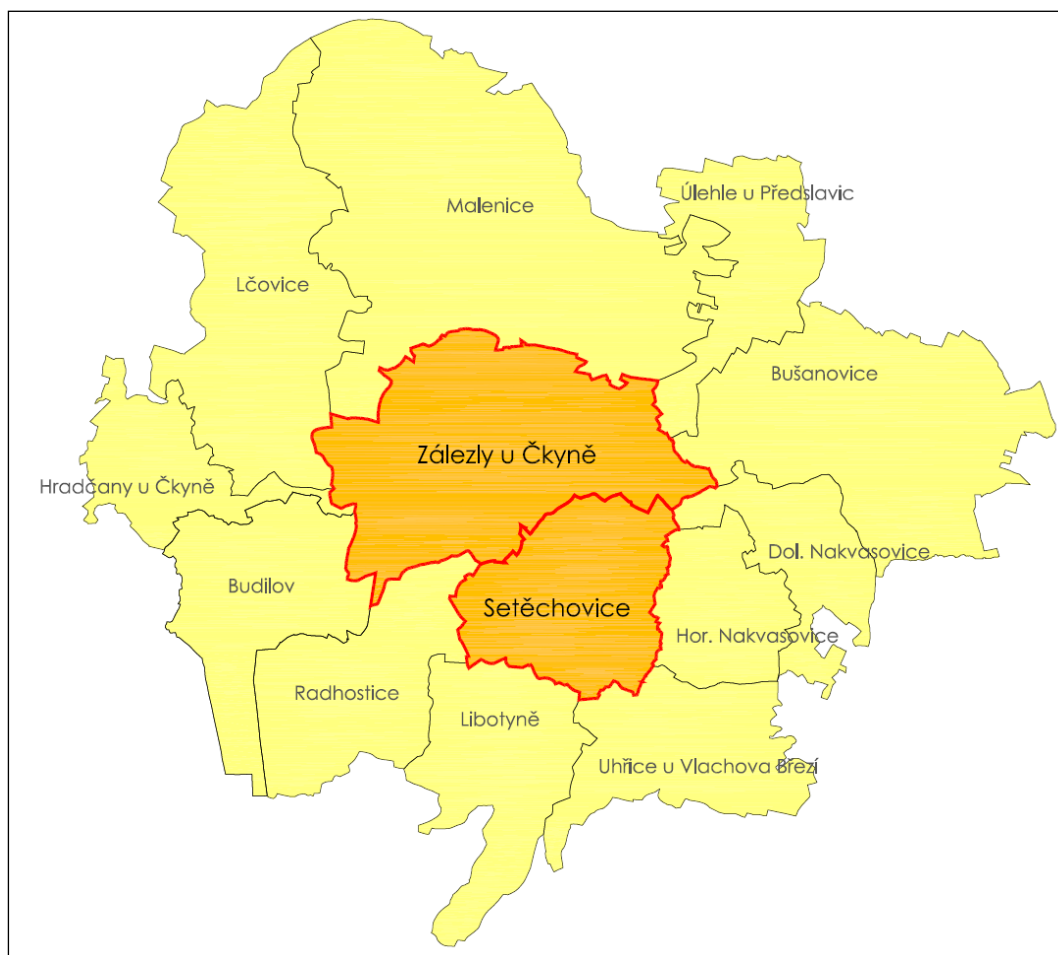 Úlehle u Předslavic
Malenice
Lčovice
Bušanovice
Zálezly u Čkyně
Hradčany u Čkyně
Dol. Nakvasovice
Budilov
Setěchovice
Hor. Nakvasovice
Radhostice
Libotyně
Uhřice u Vlachova Březí